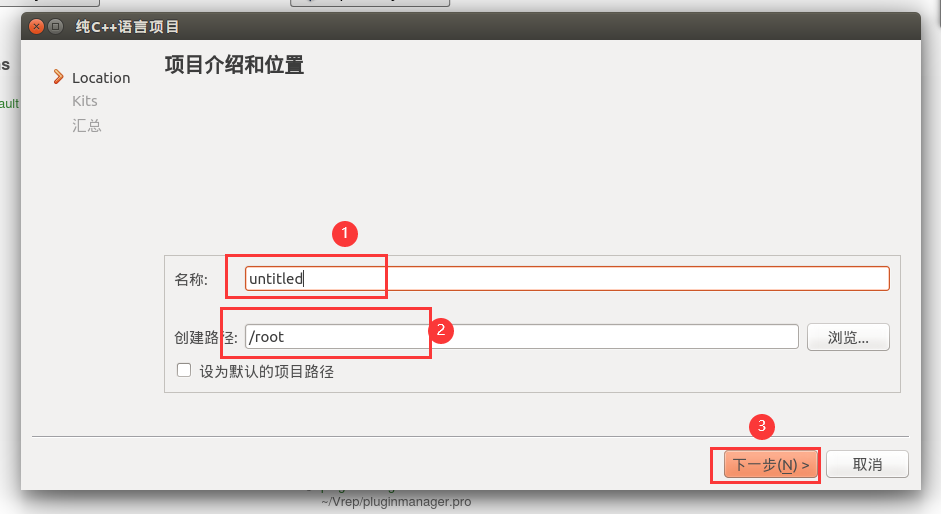 纯C++语言项目
s
项目介绍和位置
Location
ault
Kits
汇总
1
名称:
untitled
2
创建路径:
/root
浏览...
设为默认的项目路径
3
下一步(N) >
取消
~/Vrep/pluginmanager.pro